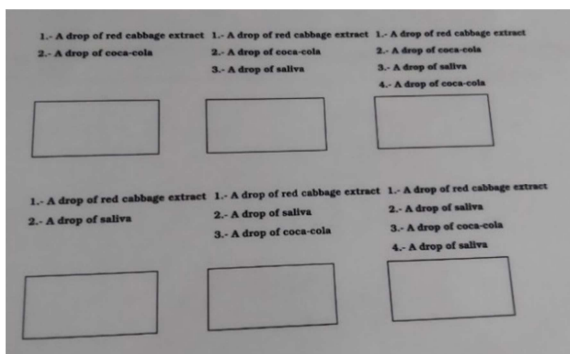 1.- A drop of red cabbage extract
2.- A drop of coca-cola
1.- A drop of red cabbage extract
2.- A drop of coca-cola
3.- A drop of saliva
1.- A drop of red cabbage extract
2.- A drop of coca-cola
3.- A drop of saliva
4.- A drop of coca-cola
1.- A drop of red cabbage extract
2.- A drop of saliva
1.- A drop of red cabbage extract
2.- A drop of saliva
3.- A drop of coca-cola
1.- A drop of red cabbage extract
2.- A drop of saliva
3.- A drop of coca-cola
4.- A drop of saliva